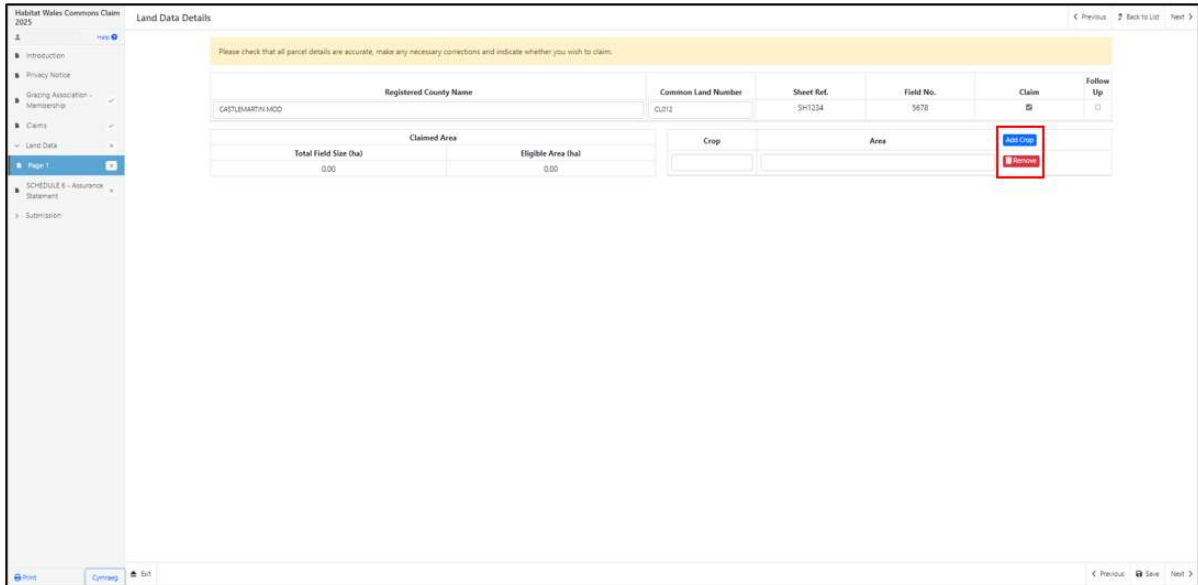 Habitat Wales Commons Claim
2025
Help
Introduction
Privacy Notice
Grazing Association -
Membership
Claims
Land Data
Page 1
SCHEDULE 6 - Assurance
Statement
Submission
Print
Cymraeg
Land Data Details
Previous Back to List Next
Please check that all parcel details are accurate, make any necessary corrections and indicate whether you wish to claim.
Registered County Name Common Land Number Sheet Ref. Field No. Claim Follow Up
CASTLEMARTIN MOD CL012 SH1234 5678
Claimed Area
Total Field Size (ha) Eligible Area (ha)
0.00 0.00
Crop Area Add Crop
Remove
Exit
Previous Save Next